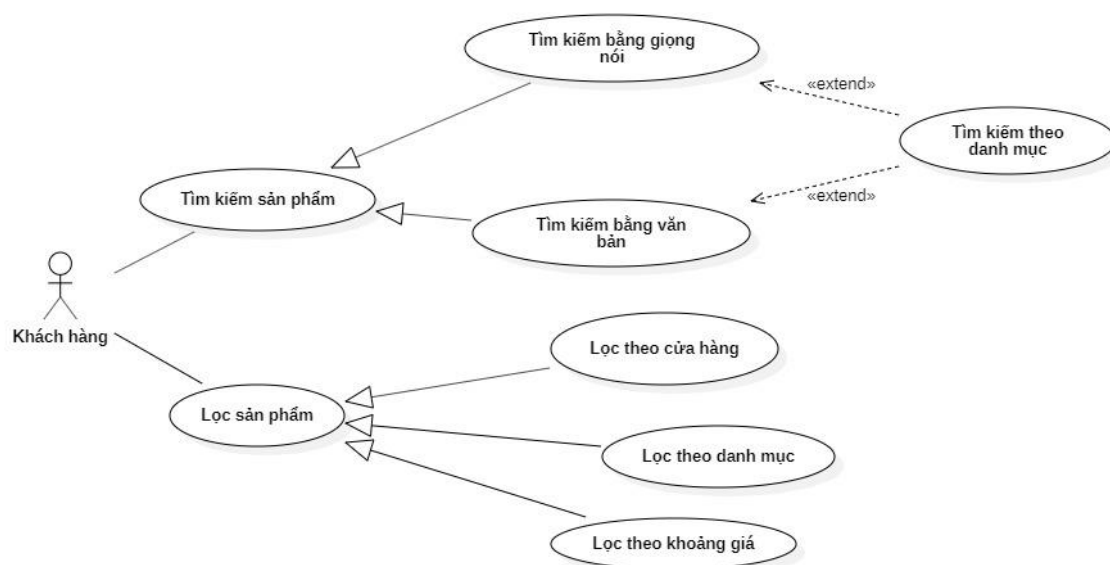 Tìm kiếm bằng giọng
nói
«extend»
Tìm kiếm theo
danh mục
Tìm kiếm sản phẩm
«extend»
Tìm kiếm bằng văn
bản
Khách hàng
Lọc theo cửa hàng
Lọc sản phẩm
Lọc theo danh mục
Lọc theo khoảng giá